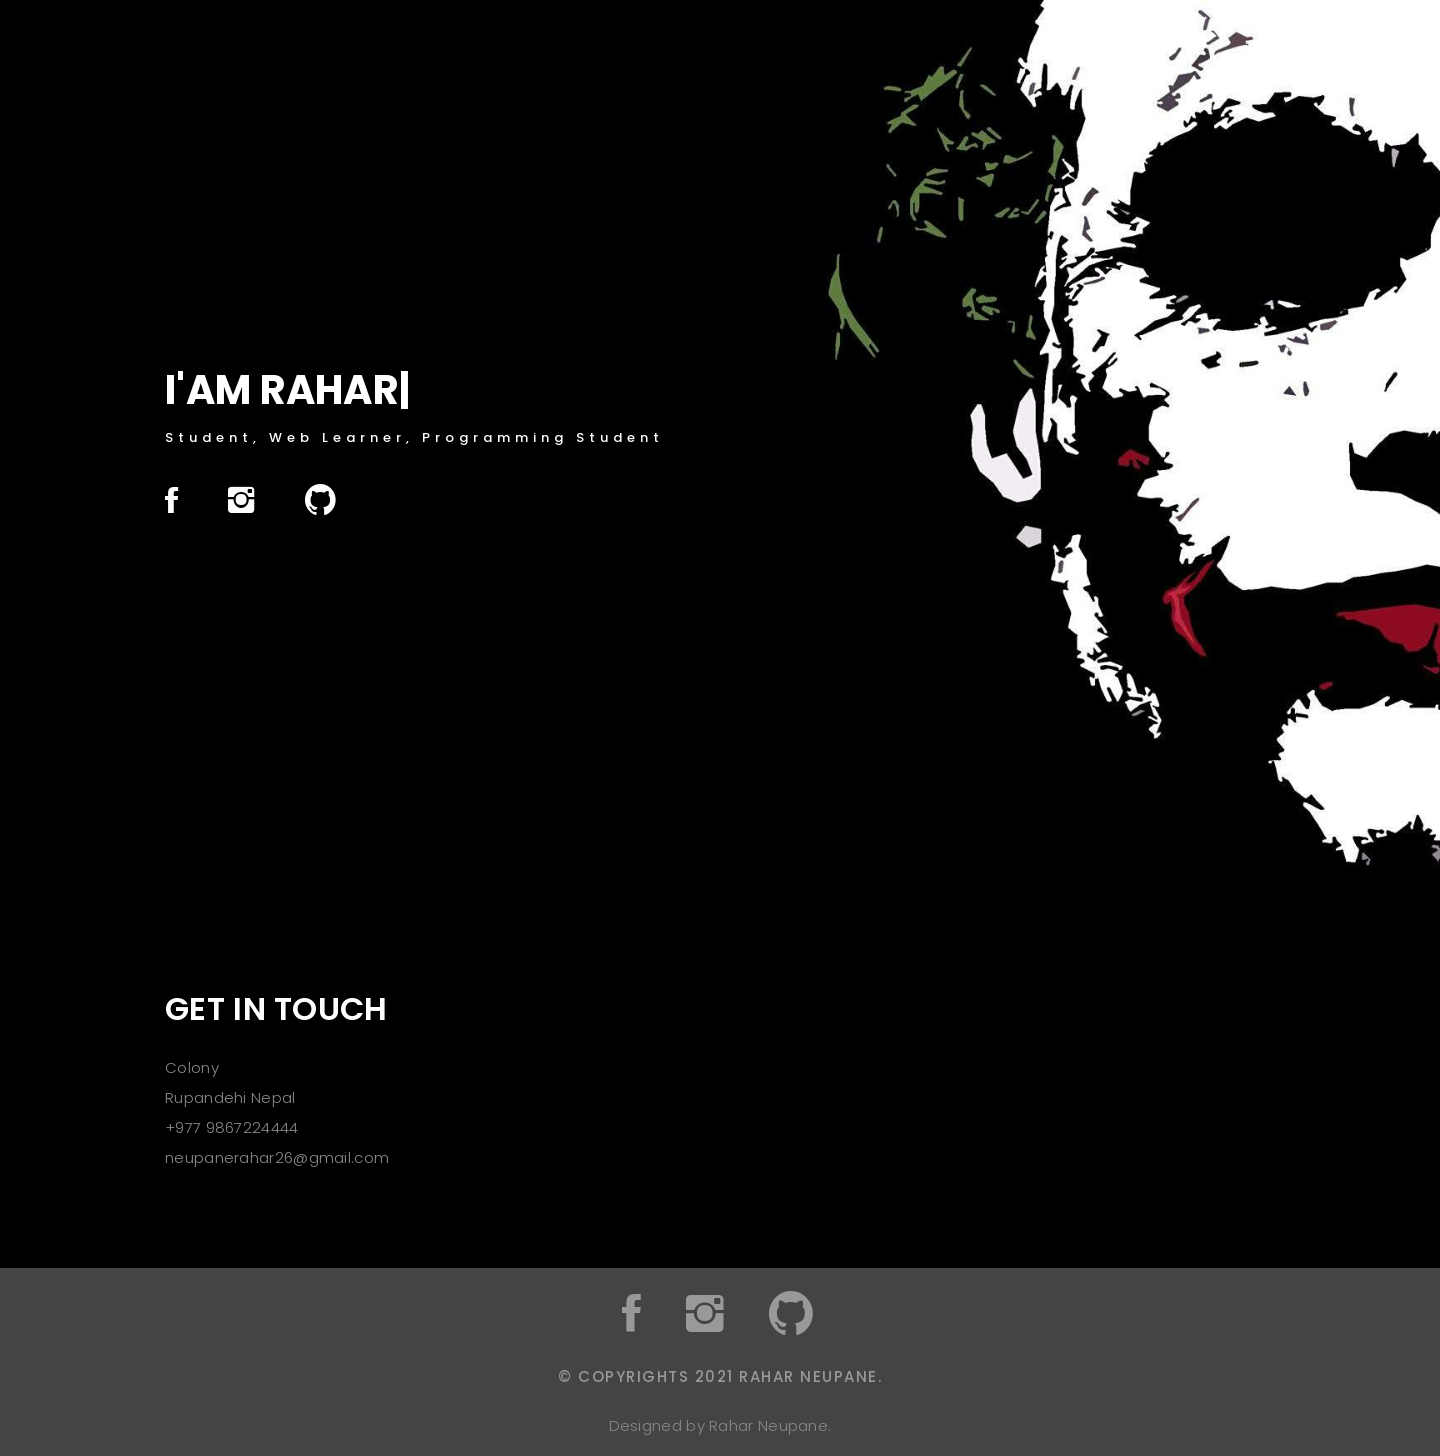 I'AM RAHAR|
Student, Web Learner, Programming Student
GET IN TOUCH
Colony
Rupandehi Nepal
+977 9867224444
neupanerahar26@gmail.com
© COPYRIGHTS 2021 RAHAR NEUPANE.
Designed by Rahar Neupane.